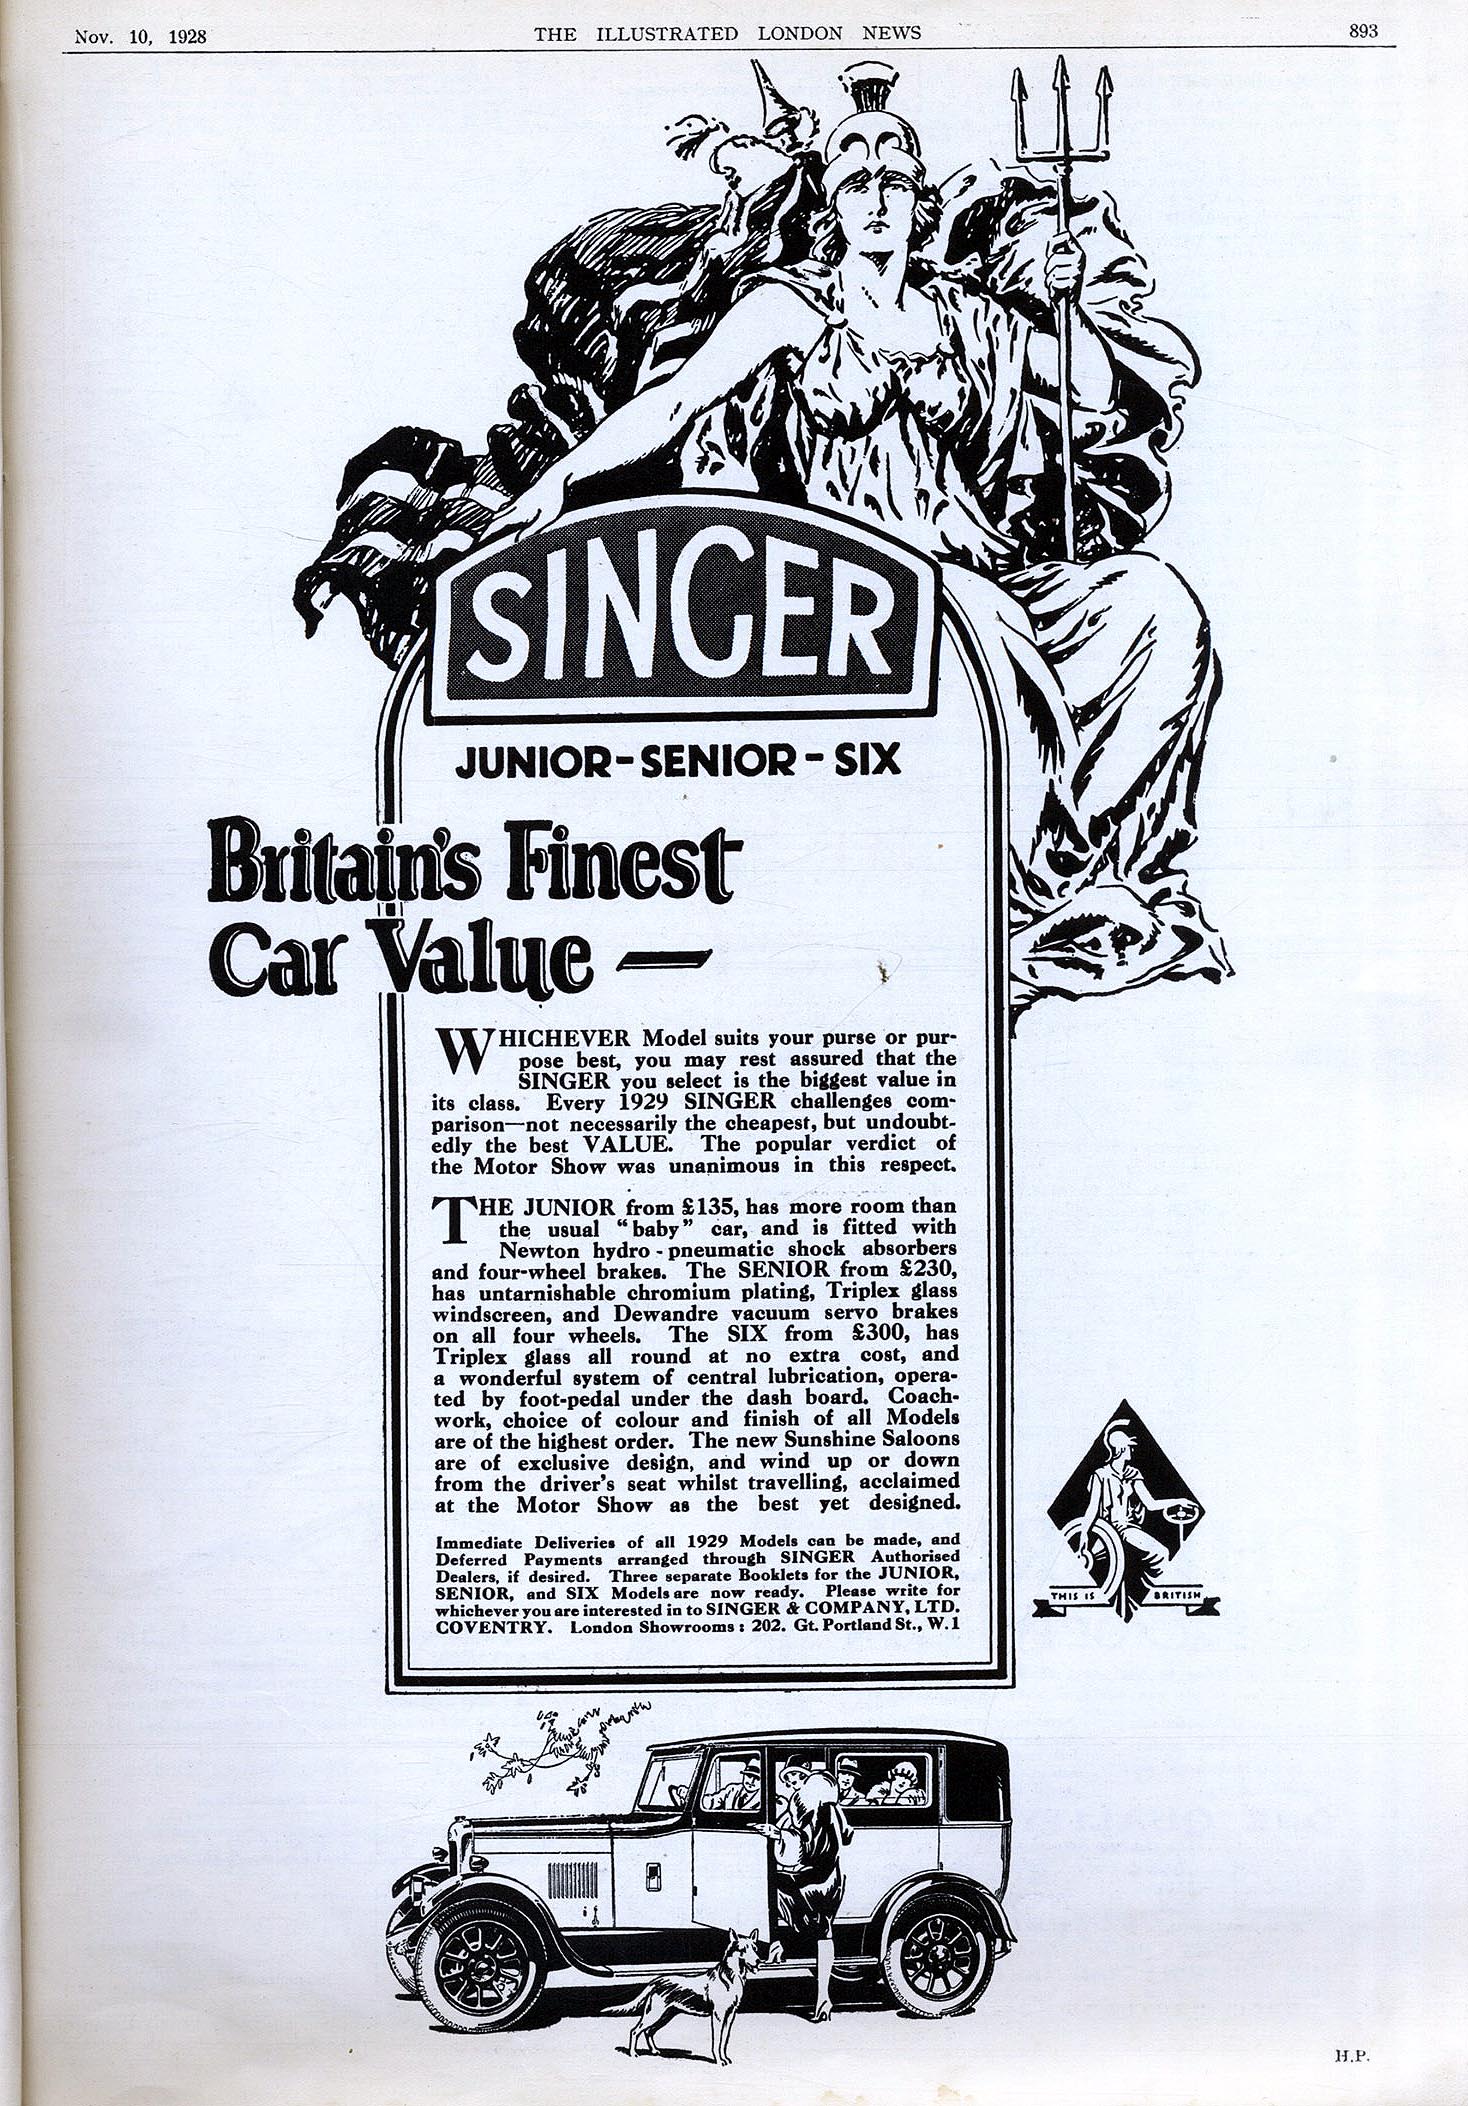 Nov. 10, 1928
THE ILLUSTRATED LONDON NEWS
893
SINGER
JUNIOR-SENIOR-SIX
Britain's Finest
Car Value —
WHICHEVER Model suits your purse or pur-
pose best, you may rest assured that the
SINGER you select is the biggest value in
its class. Every 1929 SINGER challenges com-
parison—not necessarily the cheapest, but undoubt-
edly the best VALUE. The popular verdict of
the Motor Show was unanimous in this respect.
THE JUNIOR from £135, has more room than
the usual "baby" car, and is fitted with
Newton hydro-pneumatic shock absorbers
and four-wheel brakes. The SENIOR from £230,
has untarnishable chromium plating, Triplex glass
windscreen, and Dewandre vacuum servo brakes
on all four wheels. The SIX from £300, has
Triplex glass all round at no extra cost, and
a wonderful system of central lubrication, opera-
ted by foot-pedal under the dash board. Coach-
work, choice of colour and finish of all Models
are of the highest order. The new Sunshine Saloons
are of exclusive design, and wind up or down
from the driver's seat whilst travelling, acclaimed
at the Motor Show as the best yet designed.
Immediate Deliveries of all 1929 Models can be made, and
Deferred Payments arranged through SINGER Authorised
Dealers, if desired. Three separate Booklets for the JUNIOR,
SENIOR, and SIX Models are now ready. Please write for
whichever you are interested in to SINGER & COMPANY, LTD.
COVENTRY. London Showrooms: 202. Gt. Portland St., W.1
THIS IS BRITISH
H.P.